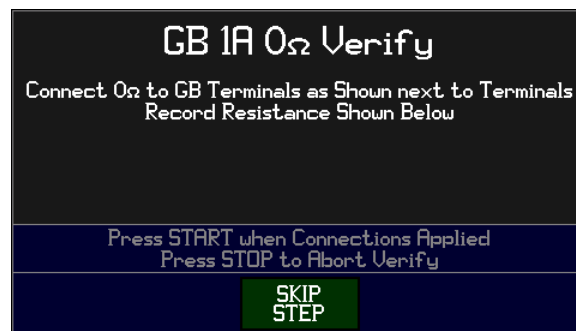 GB 1A 0Ω Verify
Connect 0Ω to GB Terminals as Shown next to Terminals
Record Resistance Shown Below
Press START when Connections Applied
Press STOP to Abort Verify
SKIP
STEP